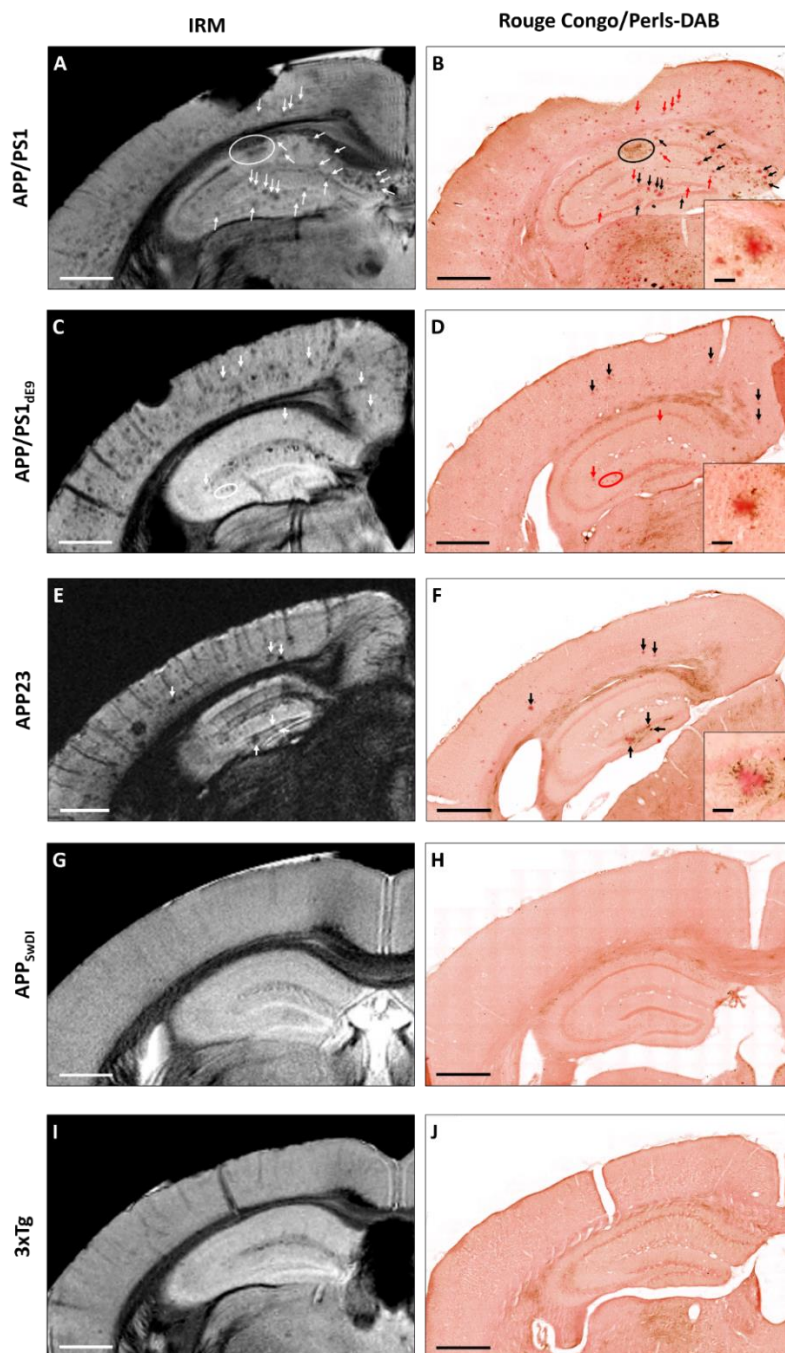 IRM
Rouge Congo/Perls-DAB
APP/PS1
A
B
APP/PS1dE9
C
D
APP23
E
F
APPSwDI
G
H
3xTg
I
J